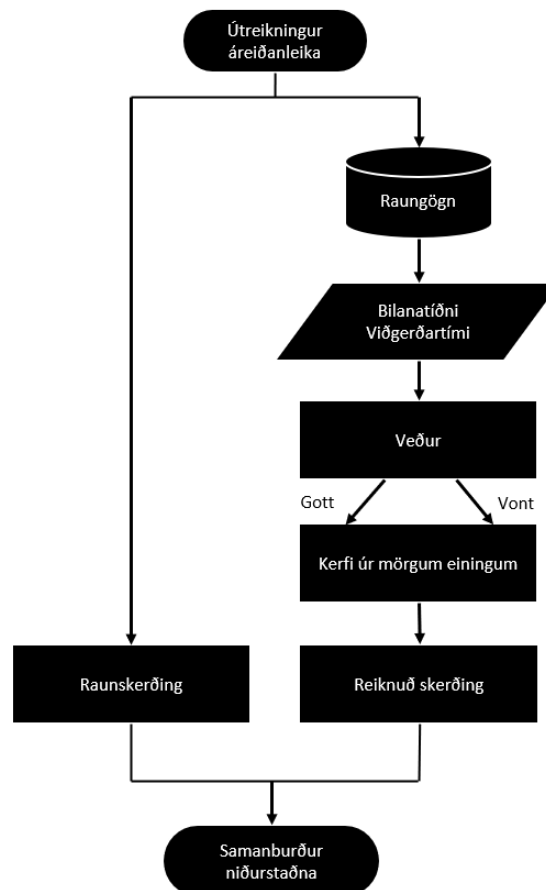 Útreikningur
áreiðanleika
Raungögn
Bilanatíðni
Viðgerðartími
Veður
Gott
Vont
Kerfi úr mörgum einingum
Raunskerðing
Reiknuð skerðing
Samanburður
niðurstaðna